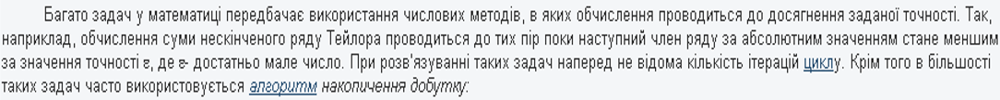 Багато задач у математиці передбачає використання числових методів, в яких обчислення проводиться до досягнення заданої точності. Так,
наприклад, обчислення суми нескінченого ряду Тейлора проводиться до тих пір поки наступний член ряду за абсолютним значенням стане меншим
за значення точності ε, де ε- достатньо мале число. При розв'язуванні таких задач наперед не відома кількість ітерацій циклу. Крім того в більшості
таких задач часто використовується алгоритм накопичення добутку: